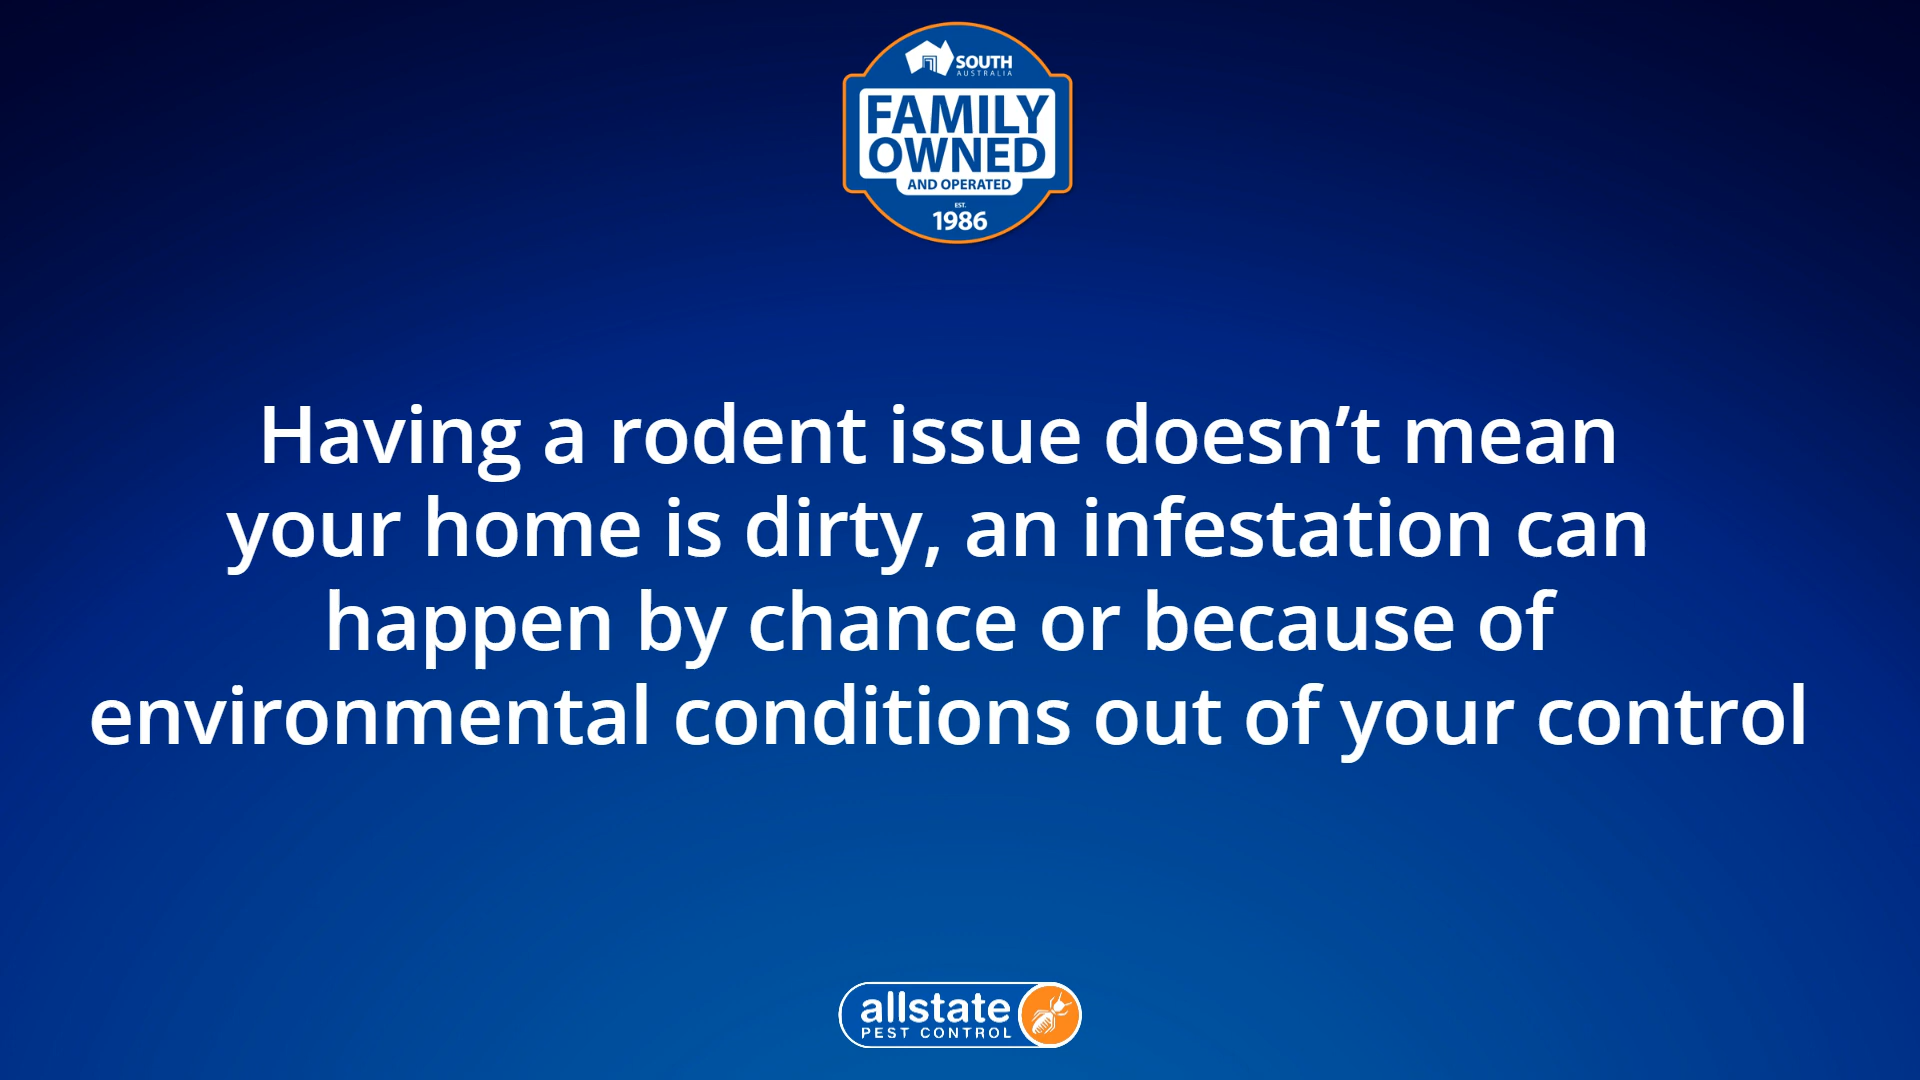 SOUTH
AUSTRALIA
FAMILY
OWNED
AND OPERATED
EST.
1986
Having a rodent issue doesn’t mean
your home is dirty, an infestation can
happen by chance or because of
environmental conditions out of your control
allstate
PEST CONTROL